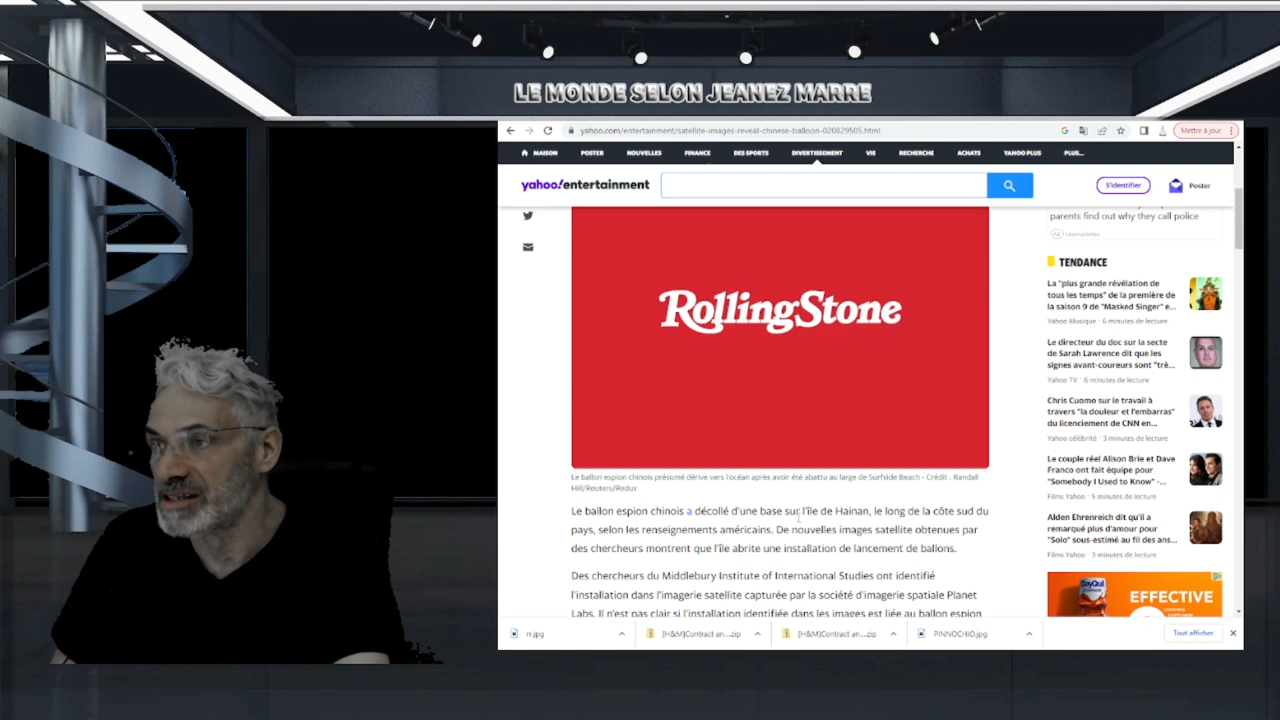 LE MONDE SELON JEANEZ MARRE
yahoo.com/entertainment/satellite-images-reveal-chinese-balloon-020829505.html
Mettre à jour
MAISON POSTER NOUVELLES FINANCE DES SPORTS DIVERTISSEMENT VIE RECHERCHE ACHATS YAHOO PLUS PLUS...
yahoo!entertainment
S'identifier
Poster
parents find out why they call police
Ad
RollingStone
Le ballon espion chinois présumé dérive vers l'océan après avoir été abattu au large de Surfside Beach - Crédit : Randall
Hill/Reuters/Redux
Le ballon espion chinois a décollé d'une base sur l'île de Hainan, le long de la côte sud du
pays, selon les renseignements américains. De nouvelles images satellite obtenues par
des chercheurs montrent que l'île abrite une installation de lancement de ballons.
Des chercheurs du Middlebury Institute of International Studies ont identifié
l'installation dans l'imagerie satellite capturée par la société d'imagerie spatiale Planet
Labs. Il n'est pas clair si l'installation identifiée dans les images est liée au ballon espion
TENDANCE
La "plus grande révélation de
tous les temps" de la première de
la saison 9 de "Masked Singer" e...
Yahoo Musique · 6 minutes de lecture
Le directeur du doc sur la secte
de Sarah Lawrence dit que les
signes avant-coureurs sont "trè...
Yahoo TV · 6 minutes de lecture
Chris Cuomo sur le travail à
travers "la douleur et l'embarras"
du licenciement de CNN en...
Yahoo célébrité · 3 minutes de lecture
Le couple réel Alison Brie et Dave
Franco ont fait équipe pour
"Somebody I Used to Know" -...
Films Yahoo · 5 minutes de lecture
Alden Ehrenreich dit qu'il a
remarqué plus d'amour pour
"Solo" sous-estimé au fil des ans...
Films Yahoo · 3 minutes de lecture
DayQuil
EFFECTIVE
rr.jpg
[H&M]Contract an....zip
[H&M]Contract an....zip
PINNOCHIO.jpg
Tout afficher